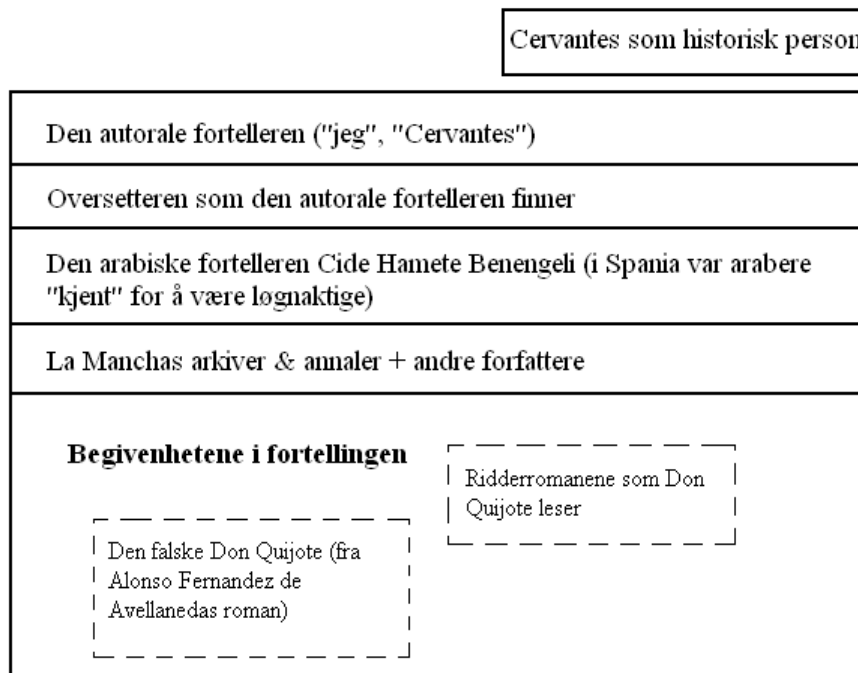 Cervantes som historisk person
Den autorale fortelleren ("jeg", "Cervantes")
Oversetteren som den autorale fortelleren finner
Den arabiske fortelleren Cide Hamete Benengeli (i Spania var arabere
"kjent" for å være løgnaktige)
La Manchas arkiver & annaler + andre forfattere
Begivenhetene i fortellingen
Ridderromanene som Don
Quijote leser
Den falske Don Quijote (fra
Alonso Fernandez de
Avellanedas roman)